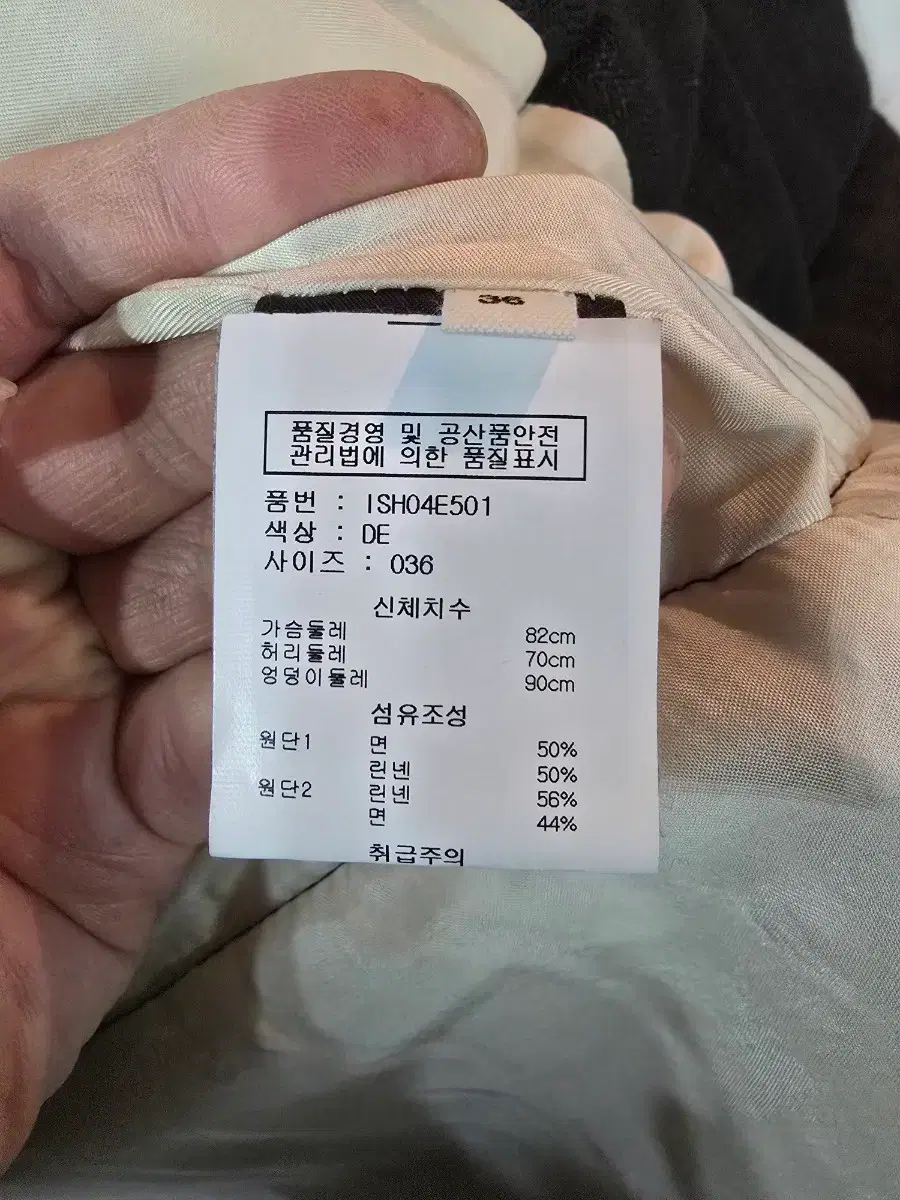 36
품질경영 및 공산품안전
관리법에 의한 품질표시
품번 : ISH04E501
색상 : DE
사이즈 : 036
신체치수
가슴둘레 82cm
허리둘레 70cm
엉덩이둘레 90cm
섬유조성
원단1 면 50%
린넨 50%
원단2 린넨 56%
면 44%
취급주의